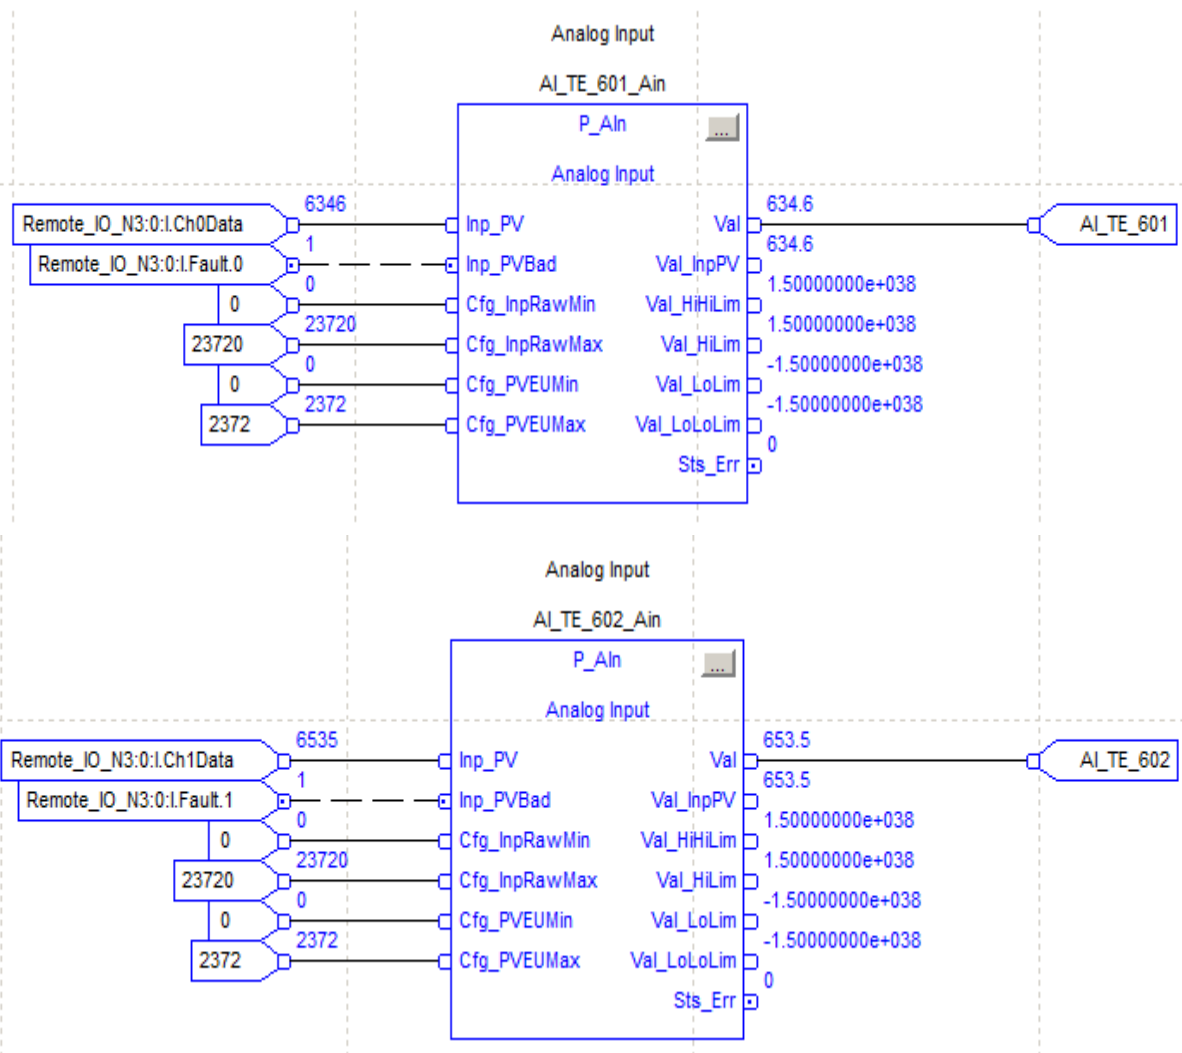 Analog Input
AI_TE_601_Ain
P_AIn
...
Analog Input
6346
634.6
Remote_IO_N3:0:I.Ch0Data
Inp_PV
Val
AI_TE_601
1
634.6
Remote_IO_N3:0:I.Fault.0
Inp_PVBad
Val_InpPV
0
1.50000000e+038
0
Cfg_InpRawMin
Val_HiHiLim
23720
1.50000000e+038
23720
Cfg_InpRawMax
Val_HiLim
0
-1.50000000e+038
0
Cfg_PVEUMin
Val_LoLim
2372
-1.50000000e+038
2372
Cfg_PVEUMax
Val_LoLoLim
0
Sts_Err
Analog Input
AI_TE_602_Ain
P_AIn
...
Analog Input
6535
653.5
Remote_IO_N3:0:I.Ch1Data
Inp_PV
Val
AI_TE_602
1
653.5
Remote_IO_N3:0:I.Fault.1
Inp_PVBad
Val_InpPV
0
1.50000000e+038
0
Cfg_InpRawMin
Val_HiHiLim
23720
1.50000000e+038
23720
Cfg_InpRawMax
Val_HiLim
0
-1.50000000e+038
0
Cfg_PVEUMin
Val_LoLim
2372
-1.50000000e+038
2372
Cfg_PVEUMax
Val_LoLoLim
0
Sts_Err